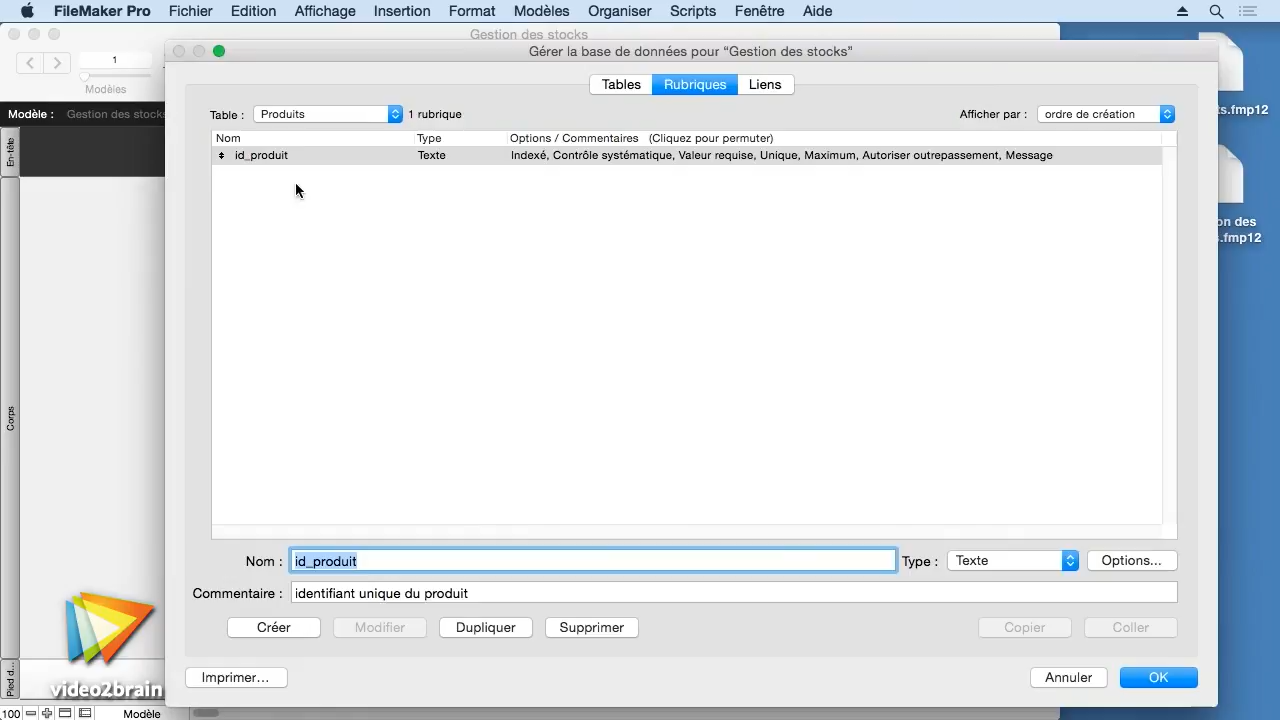 FileMaker Pro Fichier Edition Affichage Insertion Format Modèles Organiser Scripts Fenêtre Aide
Gestion des stocks
Gérer la base de données pour “Gestion des stocks”
1
Modèles
Tables Rubriques Liens
Modèle : Gestion des stocks
Table : Produits 1 rubrique Afficher par : ordre de création
ts.fmp12
Nom Type Options / Commentaires (Cliquez pour permuter)
En-tête
id_produit Texte Indexé, Contrôle systématique, Valeur requise, Unique, Maximum, Autoriser outrepassement, Message
on des
s.fmp12
Corps
Nom : id_produit Type : Texte Options...
Commentaire : identifiant unique du produit
Créer Modifier Dupliquer Supprimer Copier Coller
Imprimer... Annuler OK
Pied d...
video2brain
100 Modèle